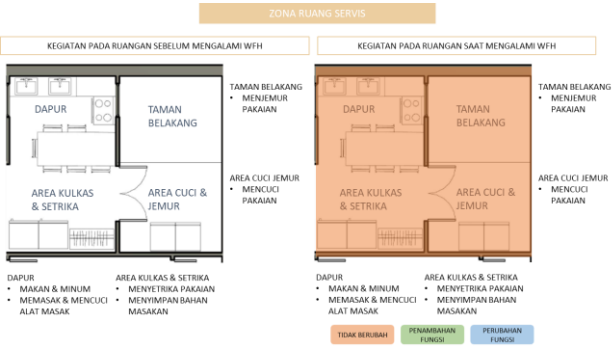 ZONA RUANG SERVIS
KEGIATAN PADA RUANGAN SEBELUM MENGALAMI WFH
DAPUR
TAMAN
BELAKANG
AREA KULKAS
& SETRIKA
AREA CUCI &
JEMUR
TAMAN BELAKANG
• MENJEMUR
PAKAIAN
AREA CUCI JEMUR
• MENCUCI
PAKAIAN
DAPUR
• MAKAN & MINUM
• MEMASAK & MENCUCI
ALAT MASAK
AREA KULKAS & SETRIKA
• MENYETRIKA PAKAIAN
• MENYIMPAN BAHAN
MASAKAN
KEGIATAN PADA RUANGAN SAAT MENGALAMI WFH
DAPUR
TAMAN
BELAKANG
AREA KULKAS
& SETRIKA
AREA CUCI &
JEMUR
TAMAN BELAKANG
• MENJEMUR
PAKAIAN
AREA CUCI JEMUR
• MENCUCI
PAKAIAN
DAPUR
• MAKAN & MINUM
• MEMASAK & MENCUCI
ALAT MASAK
AREA KULKAS & SETRIKA
• MENYETRIKA PAKAIAN
• MENYIMPAN BAHAN
MASAKAN
TIDAK BERUBAH
PENAMBAHAN
FUNGSI
PERUBAHAN
FUNGSI